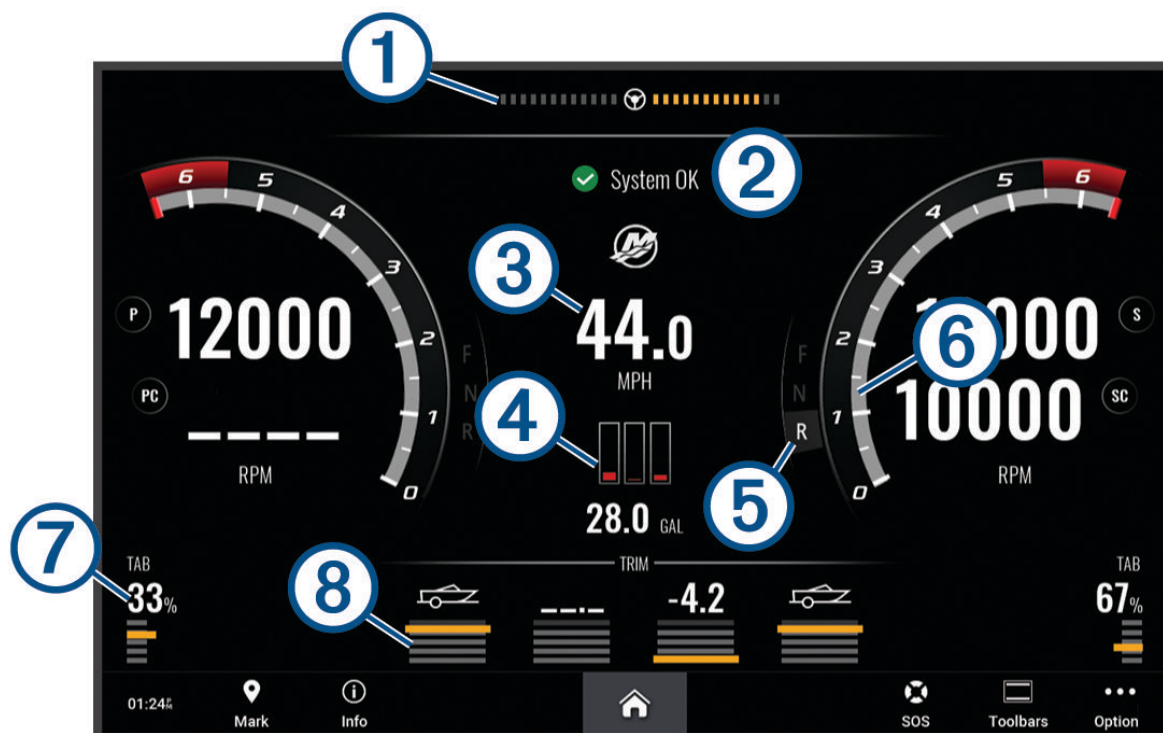 1
2
System OK
3
44.0
MPH
4
28.0 GAL
6 5 4 3 2 1 0
P
12000
PC
RPM
F
N
R
5 6
4
3
2
1
0
S
000
SC
10000
RPM
F
N
R
6
5
7
TAB
33%
8
TRIM
-4.2
TAB
67%
01:24PM
Mark
Info
SOS
Toolbars
Option